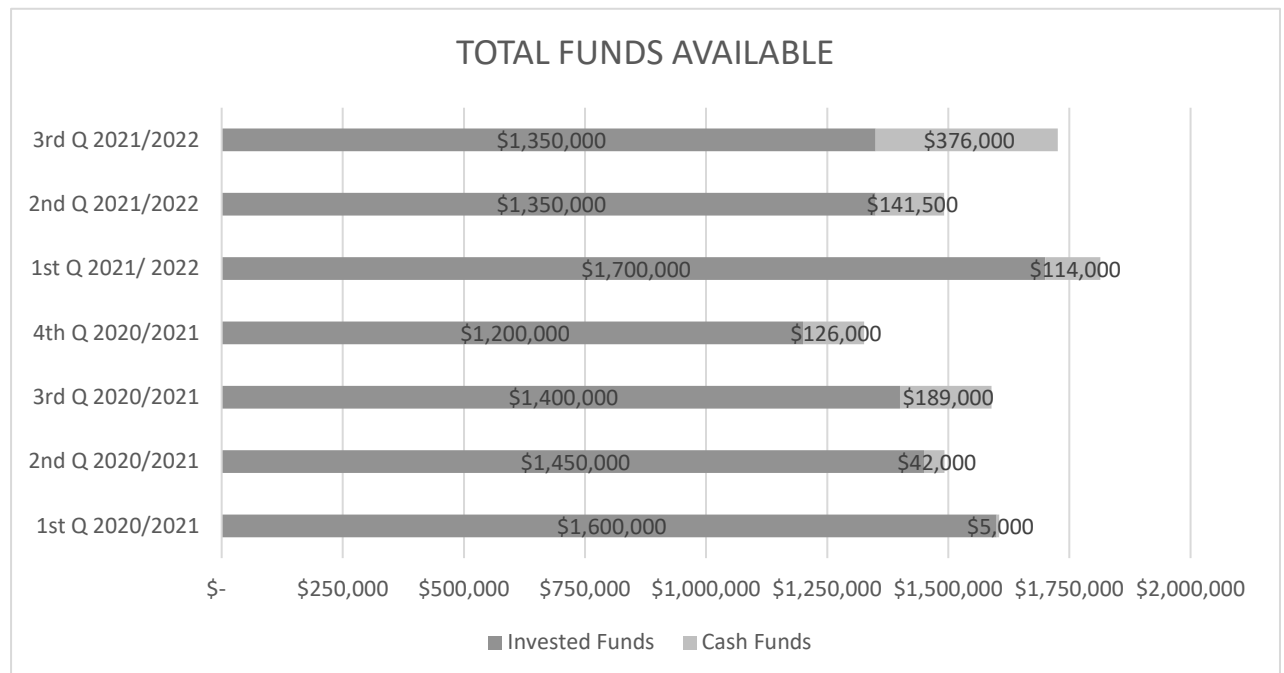 TOTAL FUNDS AVAILABLE
3rd Q 2021/2022 $1,350,000 $376,000
2nd Q 2021/2022 $1,350,000 $141,500
1st Q 2021/ 2022 $1,700,000 $114,000
4th Q 2020/2021 $1,200,000 $126,000
3rd Q 2020/2021 $1,400,000 $189,000
2nd Q 2020/2021 $1,450,000 $42,000
1st Q 2020/2021 $1,600,000 $5,000
$- $250,000 $500,000 $750,000 $1,000,000 $1,250,000 $1,500,000 $1,750,000 $2,000,000
Invested Funds Cash Funds